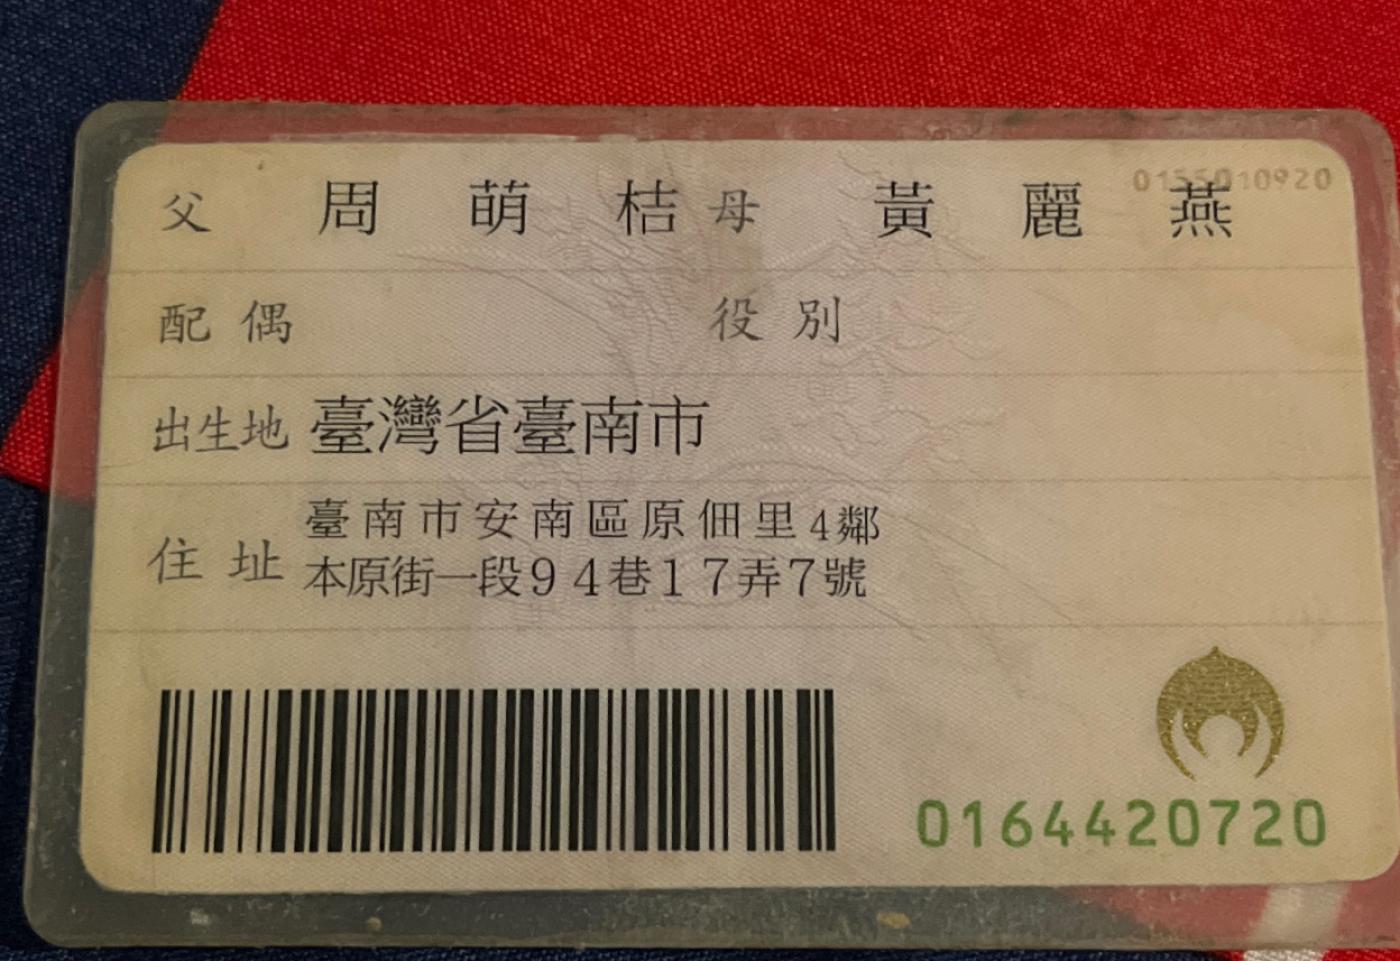 0155010920
父 周萌桔 母 黃麗燕
配偶 役別
出生地 臺灣省臺南市
住址 臺南市安南區原佃里4鄰
本原街一段94巷17弄7號
0164420720